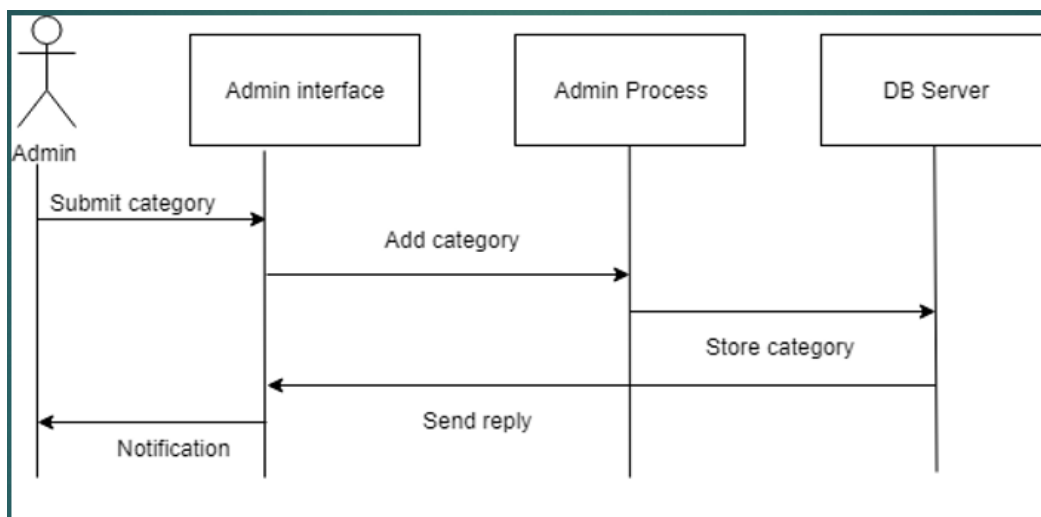 Admin interface
Admin Process
DB Server
Admin
Submit category
Add category
Store category
Send reply
Notification